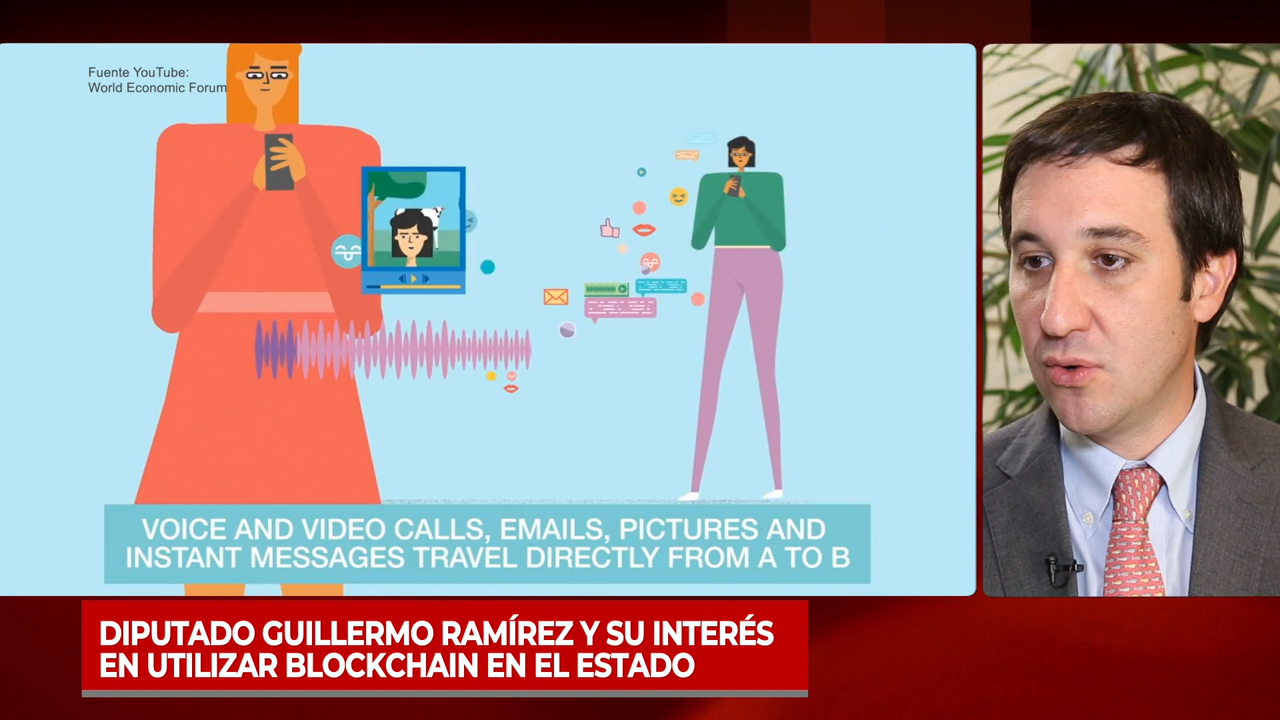 Fuente YouTube:
World Economic Forum
VOICE AND VIDEO CALLS, EMAILS, PICTURES AND
INSTANT MESSAGES TRAVEL DIRECTLY FROM A TO B
DIPUTADO GUILLERMO RAMÍREZ Y SU INTERÉS
EN UTILIZAR BLOCKCHAIN EN EL ESTADO